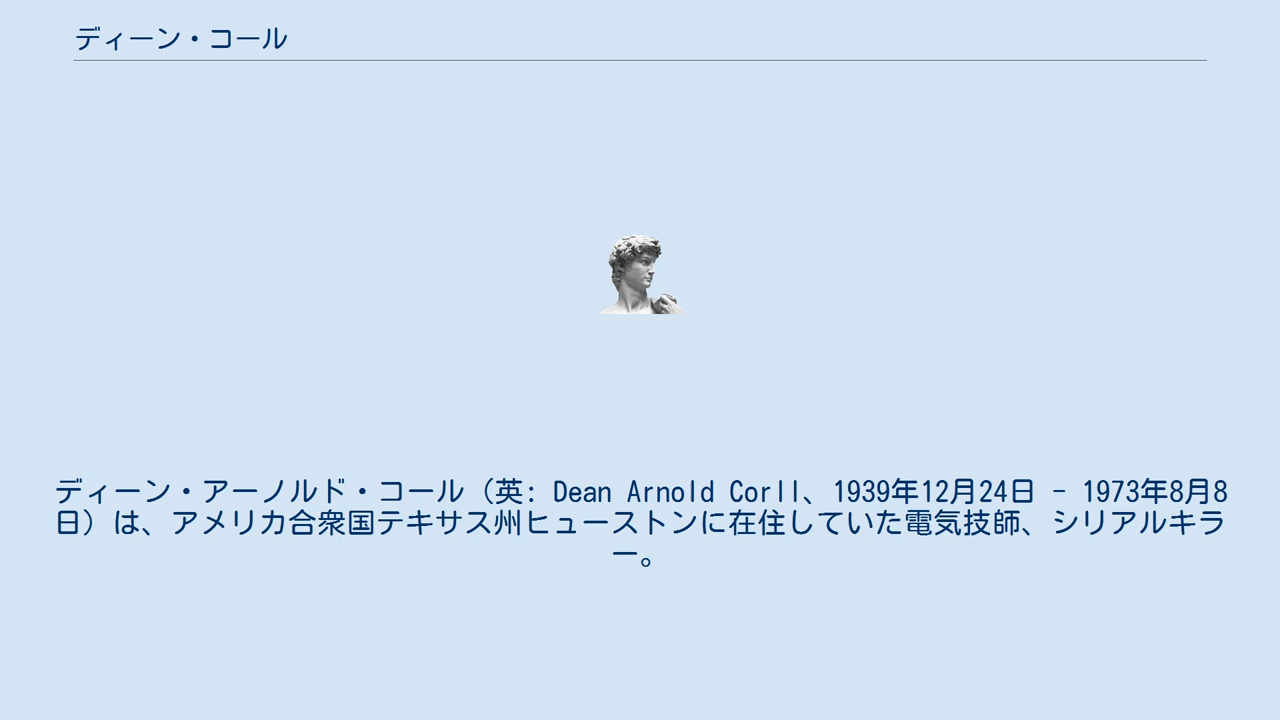 ディーン・コール
ディーン・アーノルド・コール（英: Dean Arnold Corll、1939年12月24日 - 1973年8月8
日）は、アメリカ合衆国テキサス州ヒューストンに在住していた電気技師、シリアルキラ
ー。